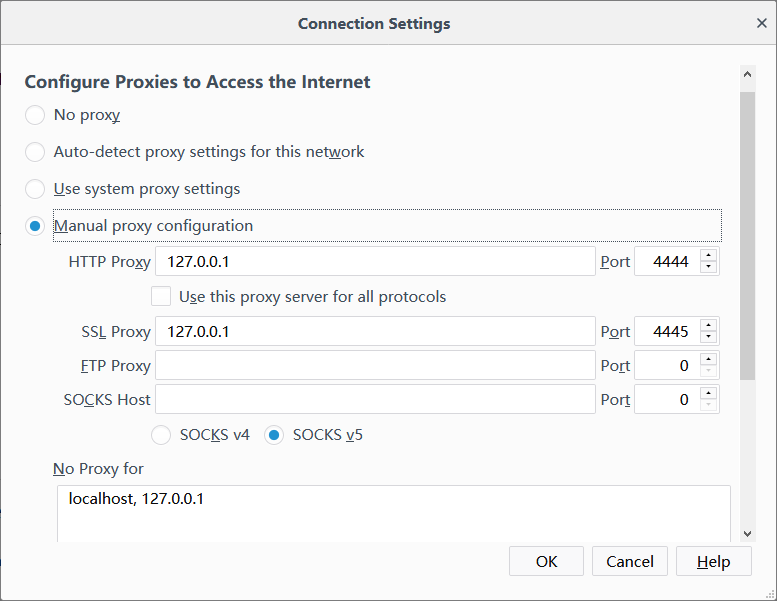 Connection Settings
Configure Proxies to Access the Internet
No proxy
Auto-detect proxy settings for this network
Use system proxy settings
Manual proxy configuration
HTTP Proxy 127.0.0.1 Port 4444
Use this proxy server for all protocols
SSL Proxy 127.0.0.1 Port 4445
FTP Proxy Port 0
SOCKS Host Port 0
SOCKS v4 SOCKS v5
No Proxy for
localhost, 127.0.0.1
OK Cancel Help